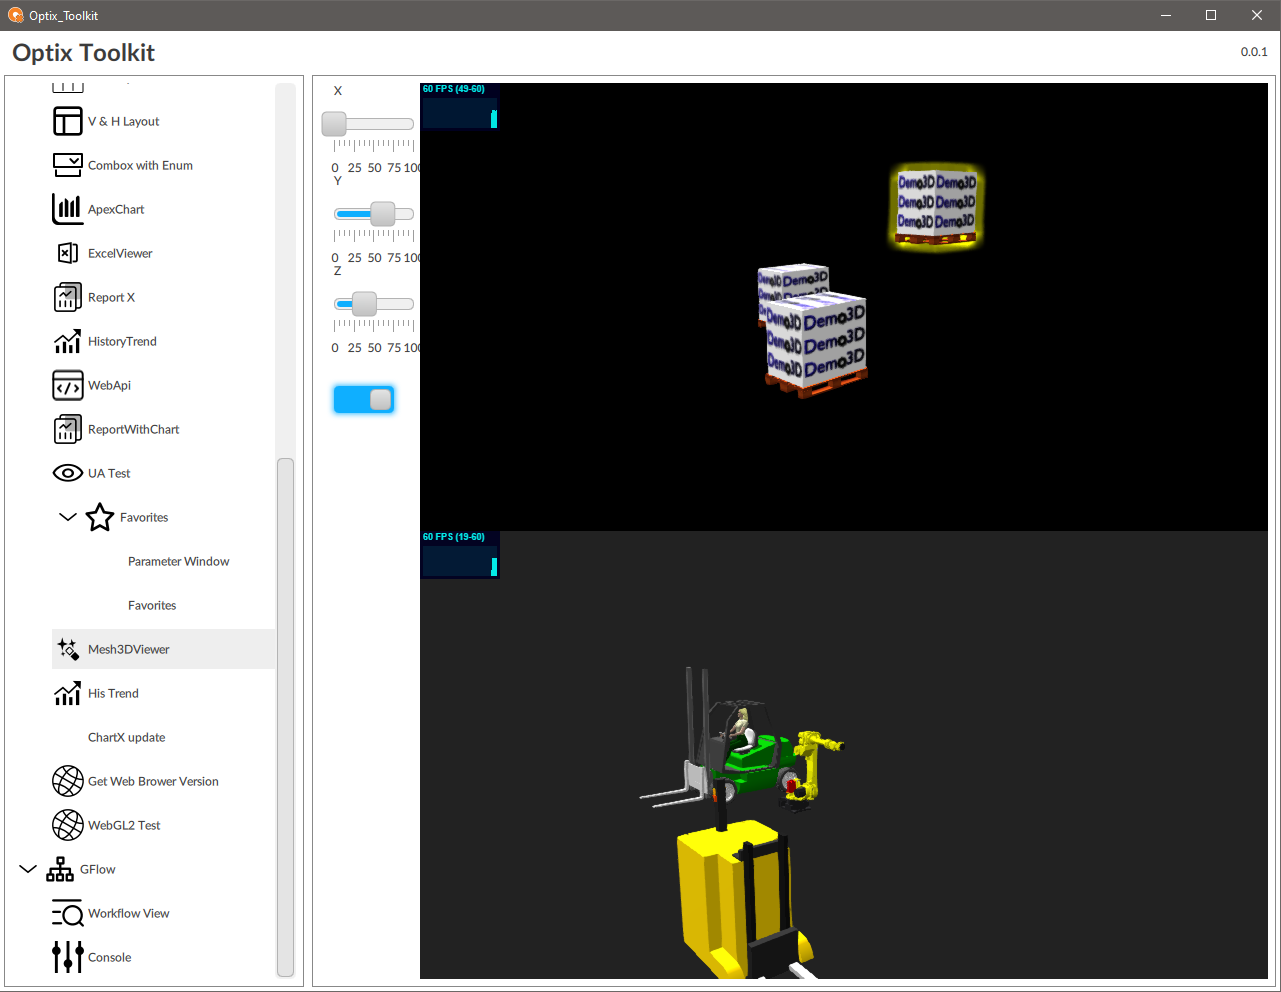 Optix_Toolkit
Optix Toolkit
0.0.1
V & H Layout
Combox with Enum
ApexChart
ExcelViewer
Report X
HistoryTrend
WebApi
ReportWithChart
UA Test
Favorites
Parameter Window
Favorites
Mesh3DViewer
His Trend
ChartX update
Get Web Brower Version
WebGL2 Test
GFlow
Workflow View
Console
X
0 25 50 75 100
Y
0 25 50 75 100
Z
0 25 50 75 100
60 FPS (49-60)
Demo3D Demo3D
Demo3D Demo3D
Demo3D Demo3D
Demo3D Demo3D
Demo3D Demo3D
Demo3D Demo3D
Demo3D Demo3D
60 FPS (19-60)